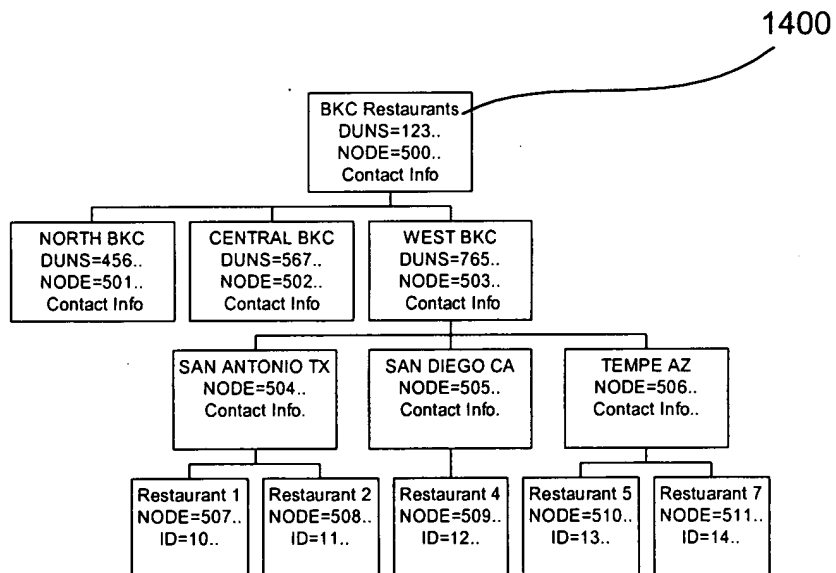 1400
BKC Restaurants
DUNS=123..
NODE=500..
Contact Info
NORTH BKC
DUNS=456..
NODE=501..
Contact Info
CENTRAL BKC
DUNS=567..
NODE=502..
Contact Info
WEST BKC
DUNS=765..
NODE=503..
Contact Info
SAN ANTONIO TX
NODE=504..
Contact Info.
SAN DIEGO CA
NODE=505..
Contact Info.
TEMPE AZ
NODE=506..
Contact Info..
Restaurant 1
NODE=507..
ID=10..
Restaurant 2
NODE=508..
ID=11..
Restaurant 4
NODE=509..
ID=12..
Restaurant 5
NODE=510..
ID=13..
Restuarant 7
NODE=511..
ID=14..